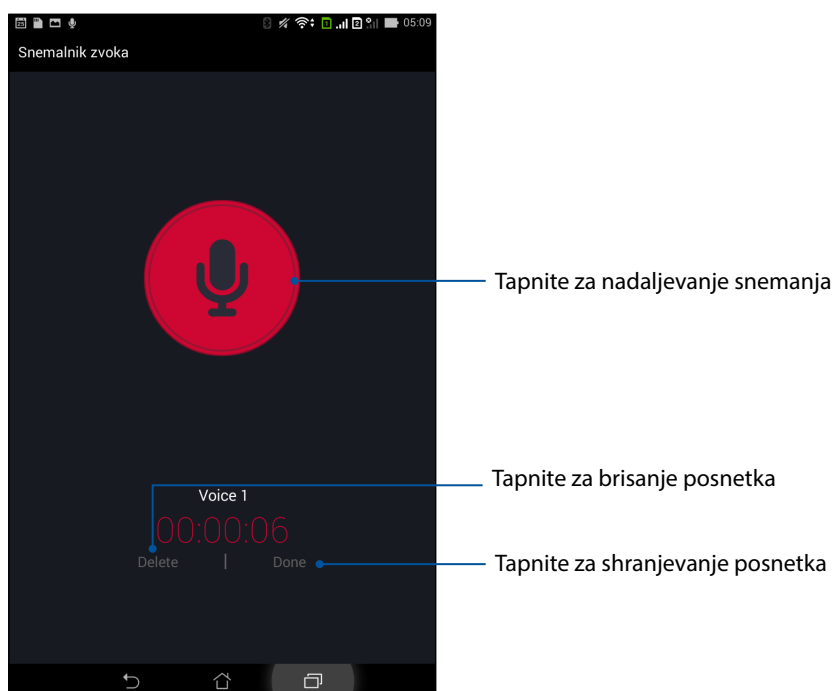 05:09
Snemalnik zvoka
Tapnite za nadaljevanje snemanja
Tapnite za brisanje posnetka
Voice 1
00:00:06
Delete | Done
Tapnite za shranjevanje posnetka